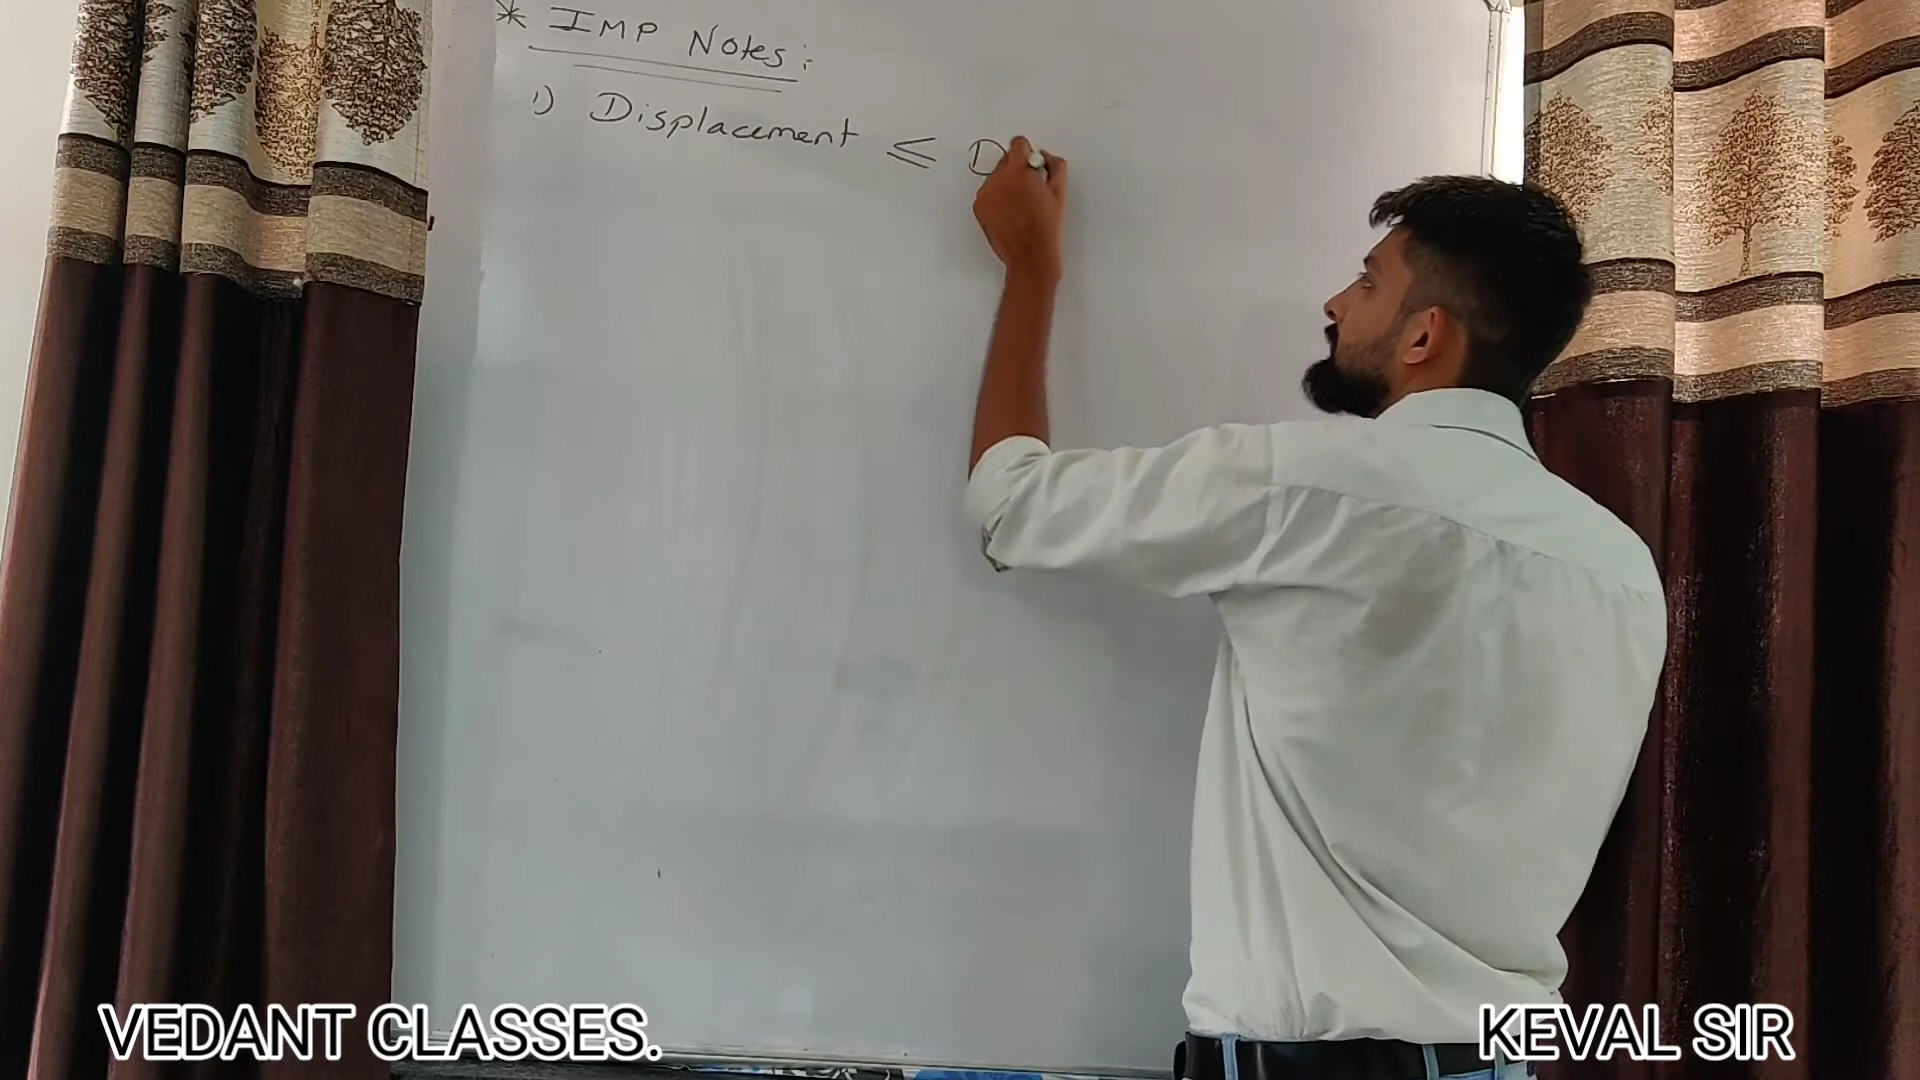 * IMP Notes:
1) Displacement ≤ D
VEDANT CLASSES.
KEVAL SIR